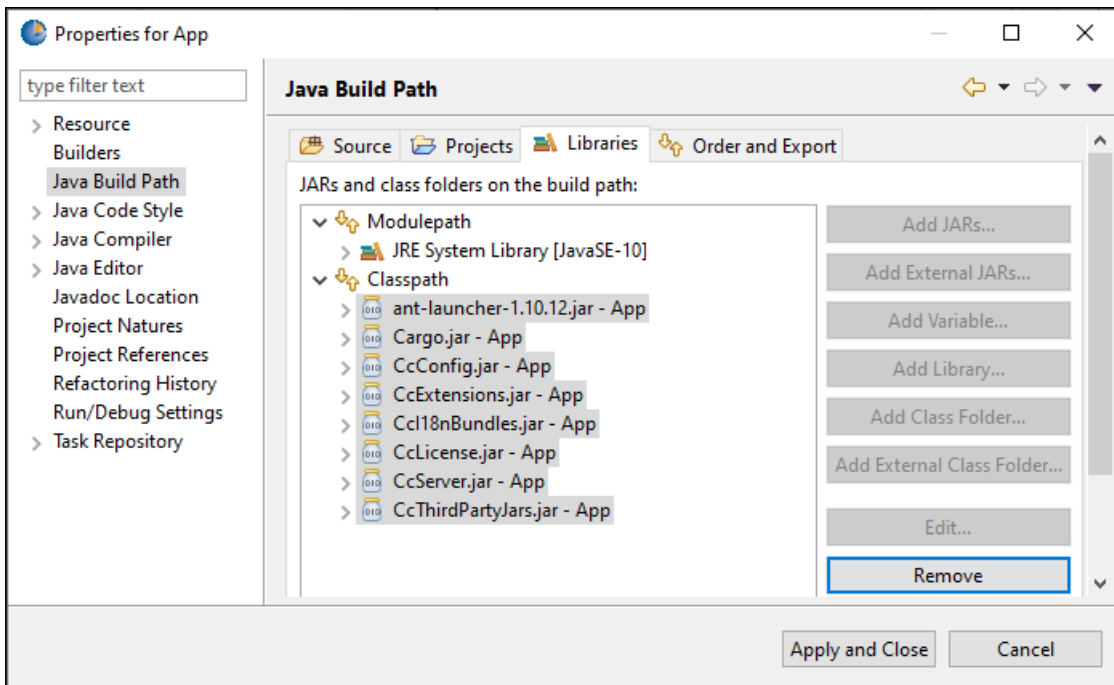 Properties for App
type filter text
Resource
Builders
Java Build Path
Java Code Style
Java Compiler
Java Editor
Javadoc Location
Project Natures
Project References
Refactoring History
Run/Debug Settings
Task Repository
Java Build Path
Source Projects Libraries Order and Export
JARs and class folders on the build path:
Modulepath
JRE System Library [JavaSE-10]
Classpath
ant-launcher-1.10.12.jar - App
Cargo.jar - App
CcConfig.jar - App
CcExtensions.jar - App
CcI18nBundles.jar - App
CcLicense.jar - App
CcServer.jar - App
CcThirdPartyJars.jar - App
Add JARs...
Add External JARs...
Add Variable...
Add Library...
Add Class Folder...
Add External Class Folder...
Edit...
Remove
Apply and Close Cancel